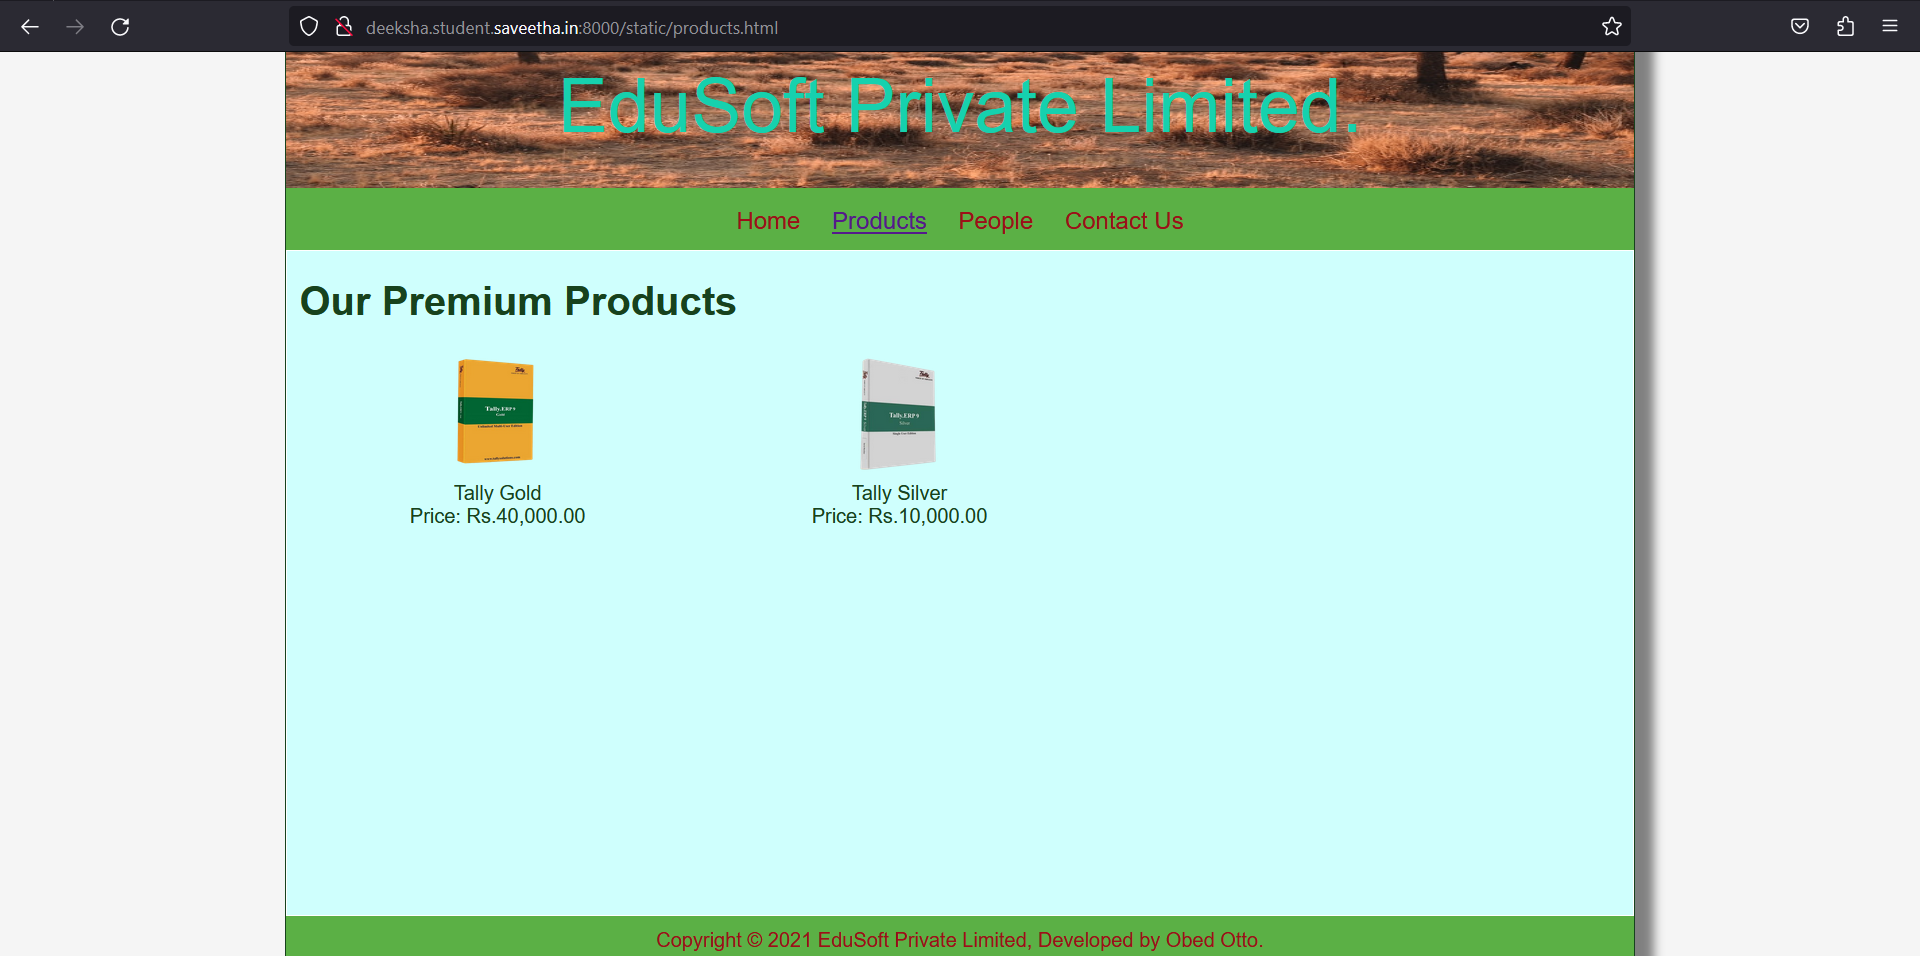 deeksha.student.saveetha.in:8000/static/products.html
EduSoft Private Limited.
Home Products People Contact Us
Our Premium Products
Tally.ERP 9
Gold
Tally.ERP 9
Silver
Tally Gold
Price: Rs.40,000.00
Tally Silver
Price: Rs.10,000.00
Copyright © 2021 EduSoft Private Limited, Developed by Obed Otto.